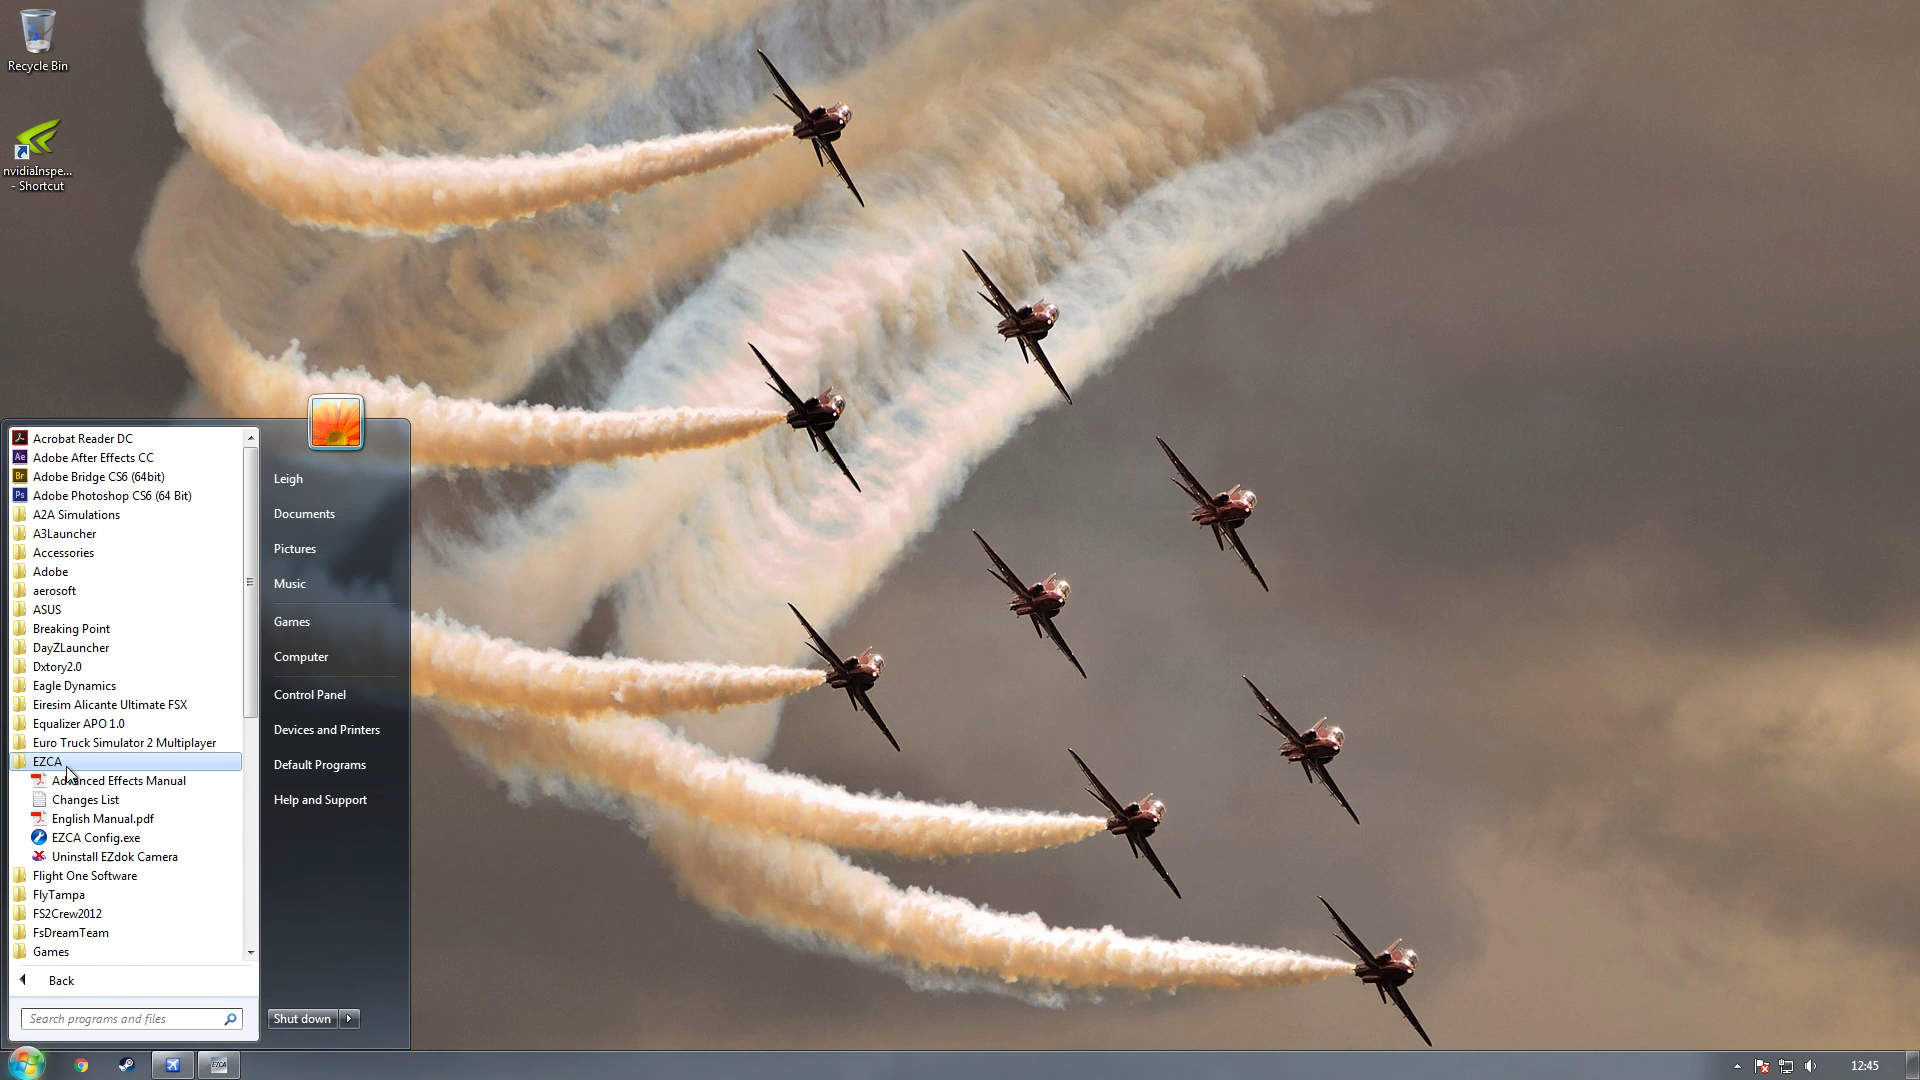 Recycle Bin
nvidiaInspe...
- Shortcut
Acrobat Reader DC
Ae Adobe After Effects CC
Br Adobe Bridge CS6 (64bit)
Ps Adobe Photoshop CS6 (64 Bit)
A2A Simulations
A3Launcher
Accessories
Adobe
aerosoft
ASUS
Breaking Point
DayZLauncher
Dxtory2.0
Eagle Dynamics
Eiresim Alicante Ultimate FSX
Equalizer APO 1.0
Euro Truck Simulator 2 Multiplayer
EZCA
Advanced Effects Manual
Changes List
English Manual.pdf
EZCA Config.exe
Uninstall EZdok Camera
Flight One Software
FlyTampa
FS2Crew2012
FsDreamTeam
Games
Back
Search programs and files
Leigh
Documents
Pictures
Music
Games
Computer
Control Panel
Devices and Printers
Default Programs
Help and Support
Shut down
EZCA
12:45